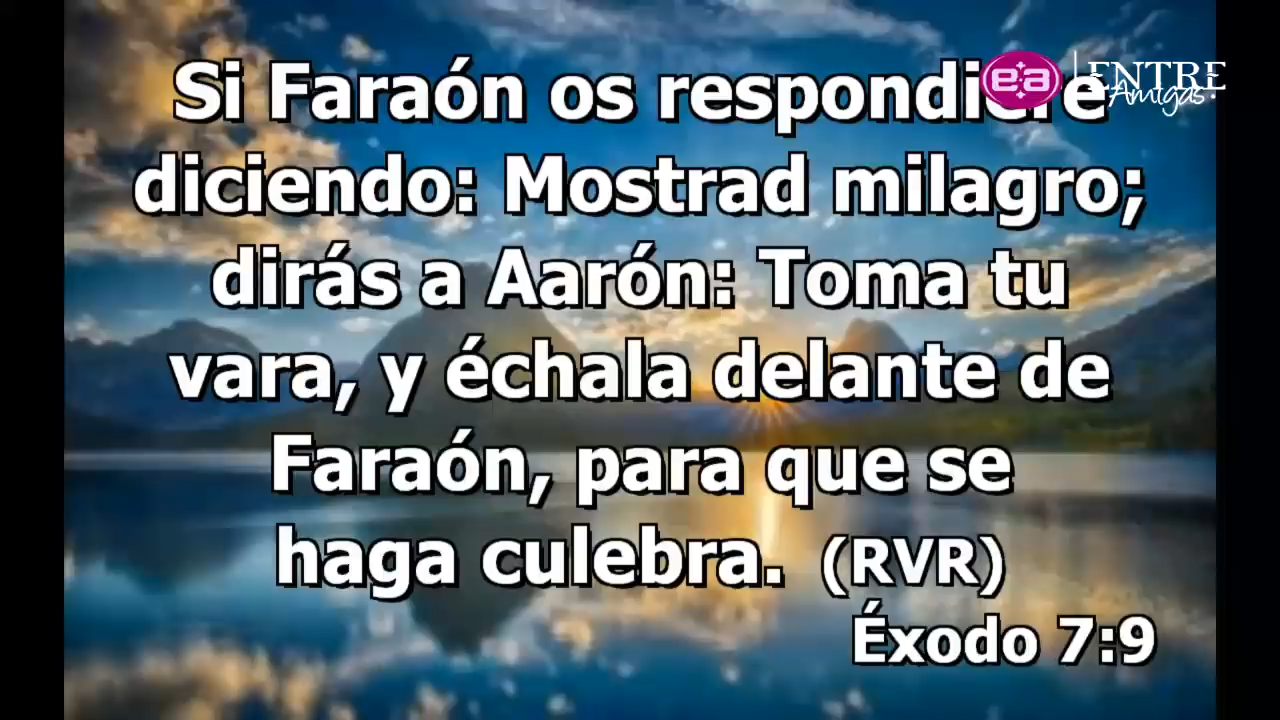 Si Faraón os respondiere
diciendo: Mostrad milagro;
dirás a Aarón: Toma tu
vara, y échala delante de
Faraón, para que se
haga culebra. (RVR)
Éxodo 7:9
e a
ENTRE
Amigas